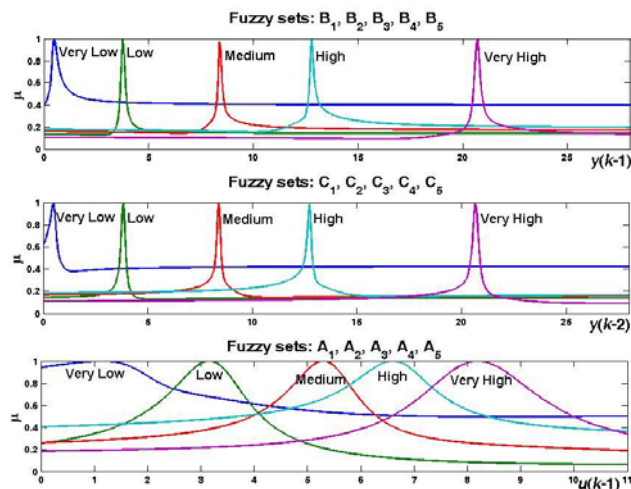 Fuzzy sets: B1, B2, B3, B4, B5
1
Very Low Low Medium High Very High
0.8
0.6
μ
0.4
0.2
0
0 5 10 15 20 25
y(k-1)
Fuzzy sets: C1, C2, C3, C4, C5
1
Very Low Low Medium High Very High
0.8
0.6
μ
0.4
0.2
0
0 5 10 15 20 25
y(k-2)
Fuzzy sets: A1, A2, A3, A4, A5
1
Very Low Low Medium High Very High
0.8
0.6
μ
0.4
0.2
0
0 1 2 3 4 5 6 7 8 9 10 11
u(k-1)